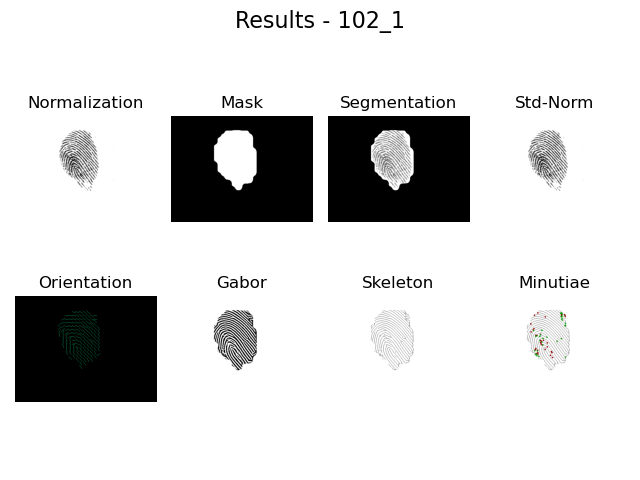 Results - 102_1
Normalization
Mask
Segmentation
Std-Norm
Orientation
Gabor
Skeleton
Minutiae